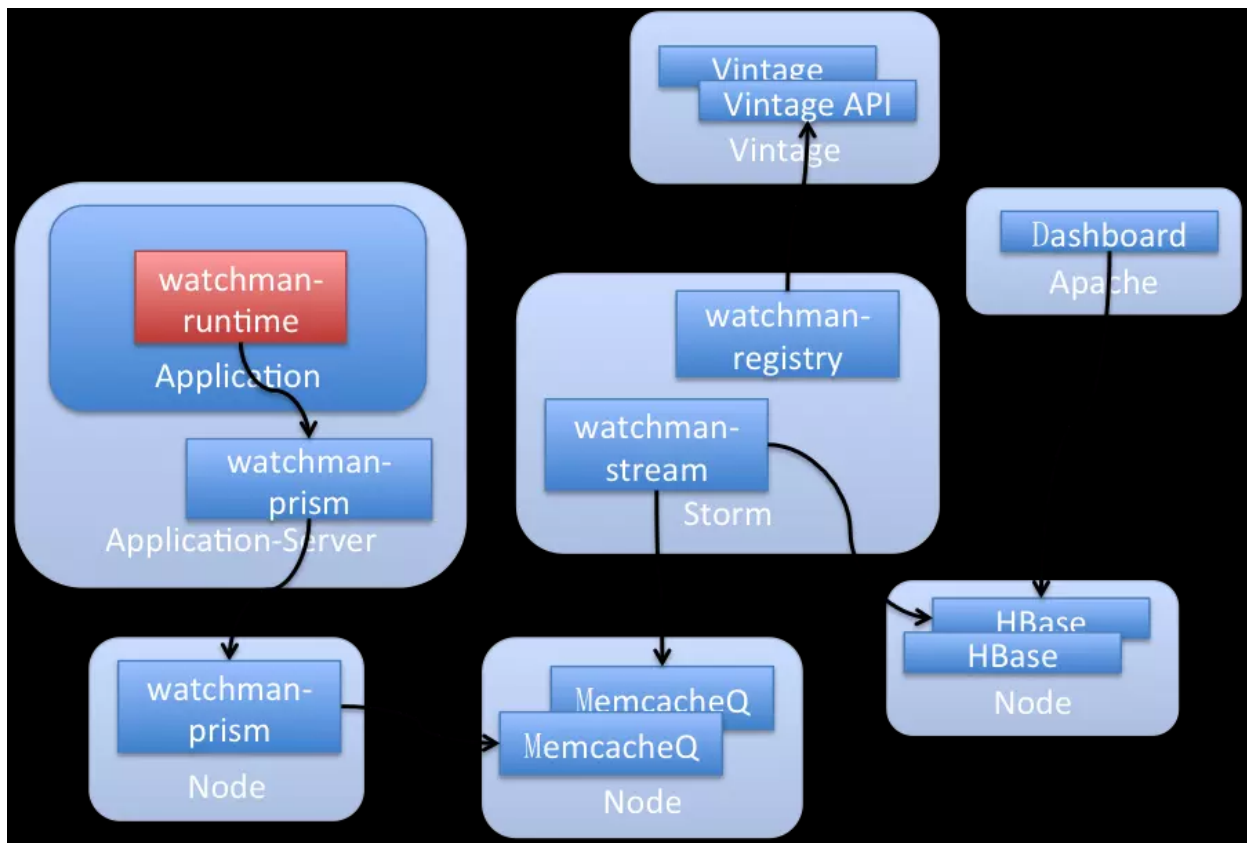 Vintage
Vintage API
Vintage
Dashboard
Apache
watchman-
runtime
Application
watchman-
prism
Application-Server
watchman-
registry
watchman-
stream
Storm
watchman-
prism
Node
MemcacheQ
MemcacheQ
Node
HBase
HBase
Node